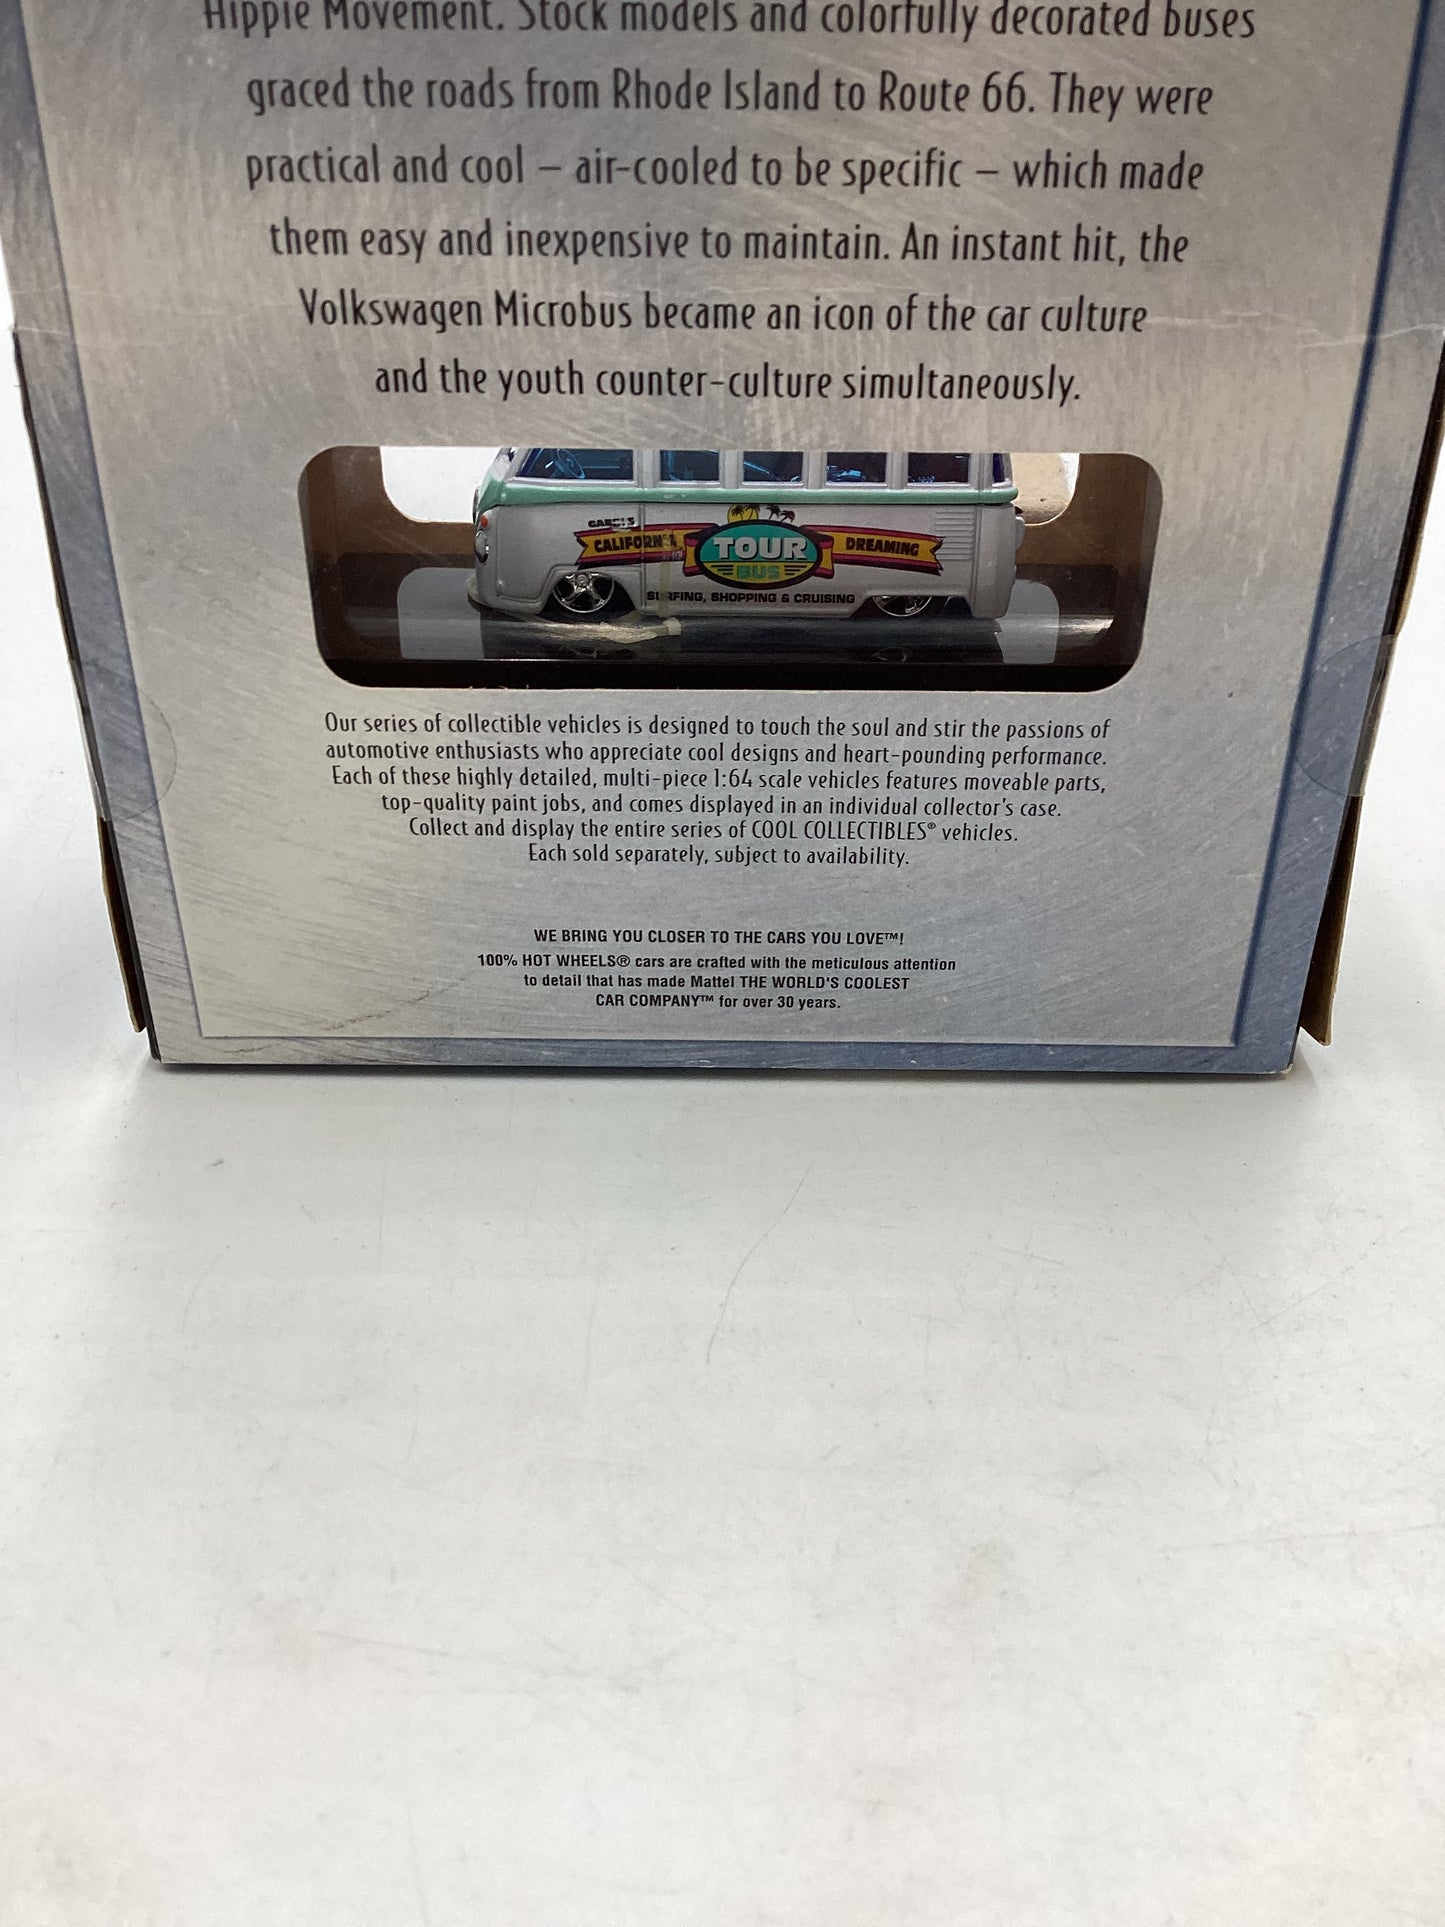 Hippie Movement. Stock models and colorfully decorated buses
graced the roads from Rhode Island to Route 66. They were
practical and cool – air-cooled to be specific – which made
them easy and inexpensive to maintain. An instant hit, the
Volkswagen Microbus became an icon of the car culture
and the youth counter-culture simultaneously.
CALIFORNIA TOUR DREAMING
BUS
SURFING, SHOPPING & CRUISING
Our series of collectible vehicles is designed to touch the soul and stir the passions of
automotive enthusiasts who appreciate cool designs and heart-pounding performance.
Each of these highly detailed, multi-piece 1:64 scale vehicles features moveable parts,
top-quality paint jobs, and comes displayed in an individual collector's case.
Collect and display the entire series of COOL COLLECTIBLES® vehicles.
Each sold separately, subject to availability.
WE BRING YOU CLOSER TO THE CARS YOU LOVE™!
100% HOT WHEELS® cars are crafted with the meticulous attention
to detail that has made Mattel THE WORLD'S COOLEST
CAR COMPANY™ for over 30 years.